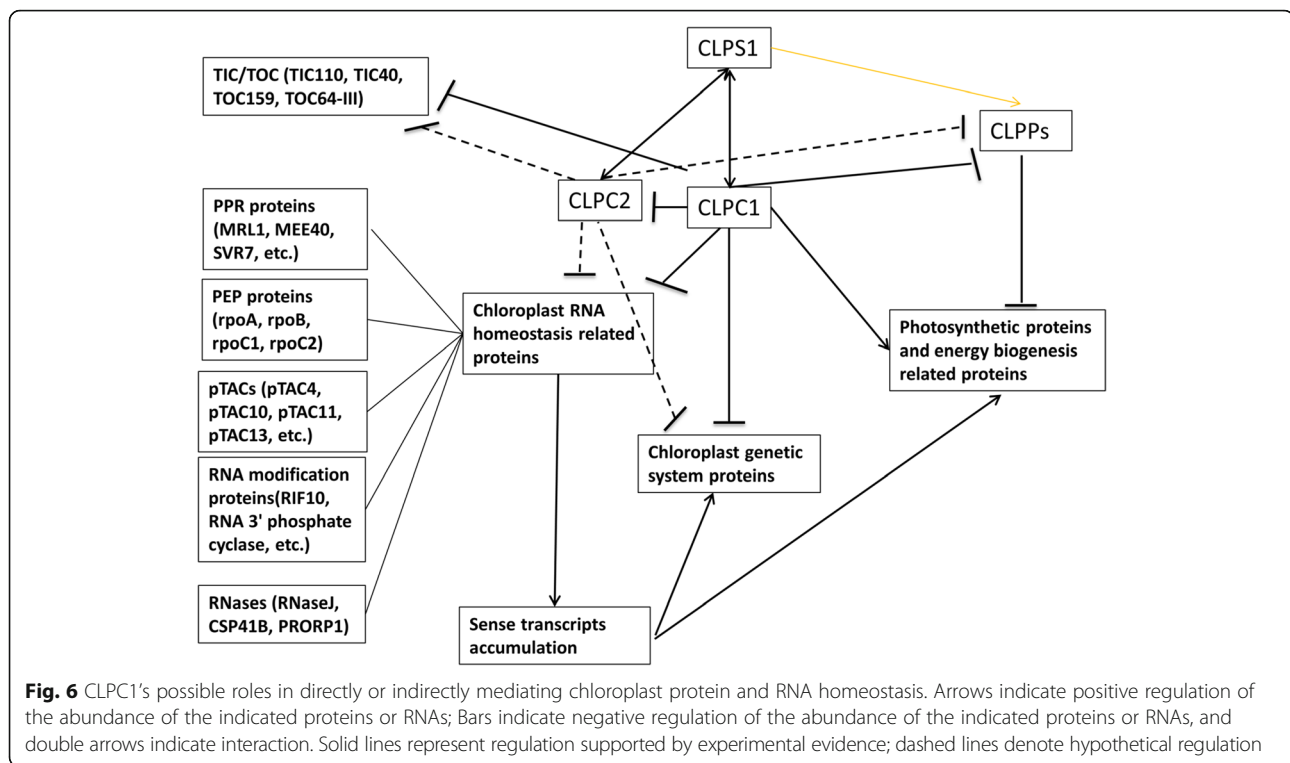 CLPS1
TIC/TOC (TIC110, TIC40,
TOC159, TOC64-III)
CLPPs
CLPC2
CLPC1
PPR proteins
(MRL1, MEE40,
SVR7, etc.)
PEP proteins
(rpoA, rpoB,
rpoC1, rpoC2)
Chloroplast RNA
homeostasis related
proteins
Photosynthetic proteins
and energy biogenesis
related proteins
pTACs (pTAC4,
pTAC10, pTAC11,
pTAC13, etc.)
Chloroplast genetic
system proteins
RNA modification
proteins(RIF10,
RNA 3' phosphate
cyclase, etc.)
RNases (RNaseJ,
CSP41B, PRORP1)
Sense transcripts
accumulation
Fig. 6 CLPC1's possible roles in directly or indirectly mediating chloroplast protein and RNA homeostasis. Arrows indicate positive regulation of
the abundance of the indicated proteins or RNAs; Bars indicate negative regulation of the abundance of the indicated proteins or RNAs, and
double arrows indicate interaction. Solid lines represent regulation supported by experimental evidence; dashed lines denote hypothetical regulation